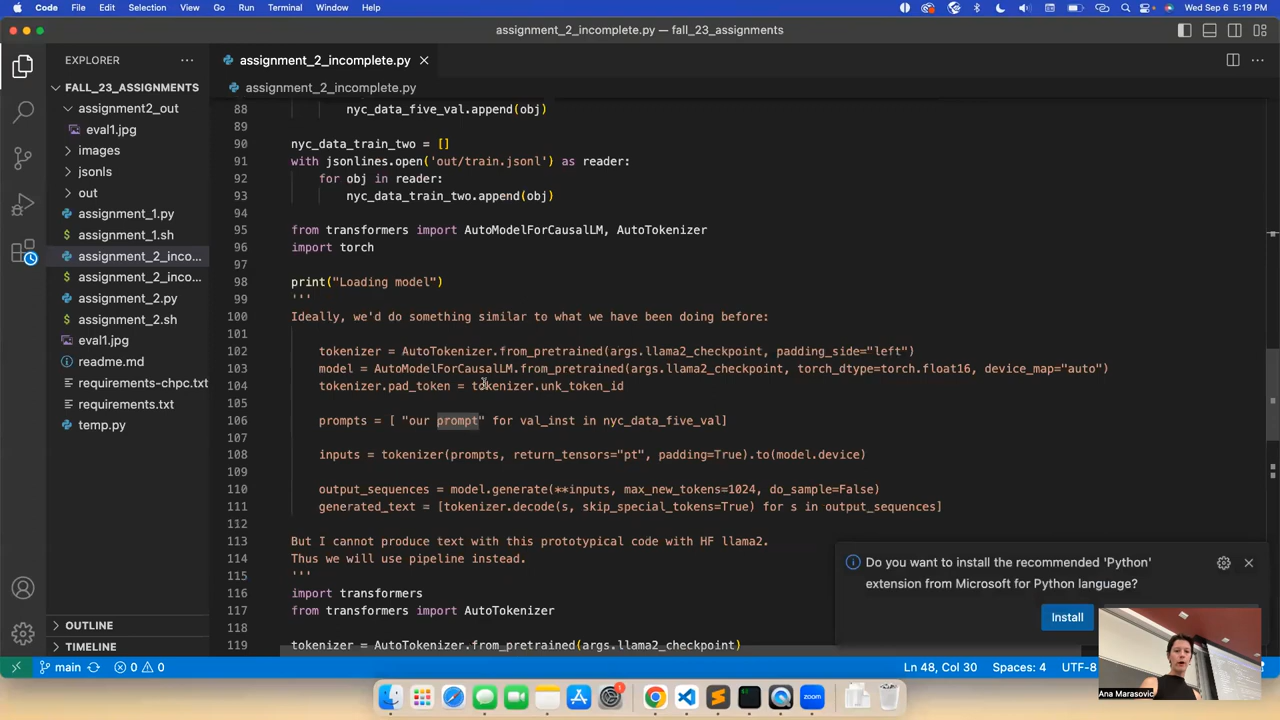 Code File Edit Selection View Go Run Terminal Window Help Wed Sep 6 5:19 PM
assignment_2_incomplete.py — fall_23_assignments
EXPLORER
assignment_2_incomplete.py
FALL_23_ASSIGNMENTS
assignment_2_incomplete.py
assignment2_out
eval1.jpg
images
jsonls
out
assignment_1.py
assignment_1.sh
assignment_2_inco...
assignment_2_inco...
assignment_2.py
assignment_2.sh
eval1.jpg
readme.md
requirements-chpc.txt
requirements.txt
temp.py
OUTLINE
TIMELINE
88 nyc_data_five_val.append(obj)
89
90 nyc_data_train_two = []
91 with jsonlines.open('out/train.jsonl') as reader:
92 for obj in reader:
93 nyc_data_train_two.append(obj)
94
95 from transformers import AutoModelForCausalLM, AutoTokenizer
96 import torch
97
98 print("Loading model")
99 '''
100 Ideally, we'd do something similar to what we have been doing before:
101
102 tokenizer = AutoTokenizer.from_pretrained(args.llama2_checkpoint, padding_side="left")
103 model = AutoModelForCausalLM.from_pretrained(args.llama2_checkpoint, torch_dtype=torch.float16, device_map="auto")
104 tokenizer.pad_token = tokenizer.unk_token_id
105
106 prompts = [ "our prompt" for val_inst in nyc_data_five_val]
107
108 inputs = tokenizer(prompts, return_tensors="pt", padding=True).to(model.device)
109
110 output_sequences = model.generate(**inputs, max_new_tokens=1024, do_sample=False)
111 generated_text = [tokenizer.decode(s, skip_special_tokens=True) for s in output_sequences]
112
113 But I cannot produce text with this prototypical code with HF llama2.
114 Thus we will use pipeline instead.
115 '''
116 import transformers
117 from transformers import AutoTokenizer
118
119 tokenizer = AutoTokenizer.from_pretrained(args.llama2_checkpoint)
Do you want to install the recommended 'Python'
extension from Microsoft for Python language?
Install
Ana Marasovic
main 0 0 Ln 48, Col 30 Spaces: 4 UTF-8
zoom